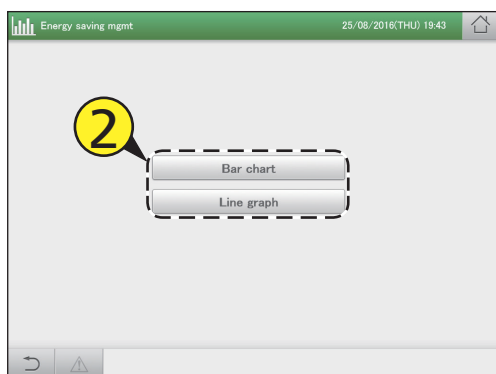 Energy saving mgmt
25/08/2016(THU) 19:43
2
Bar chart
Line graph